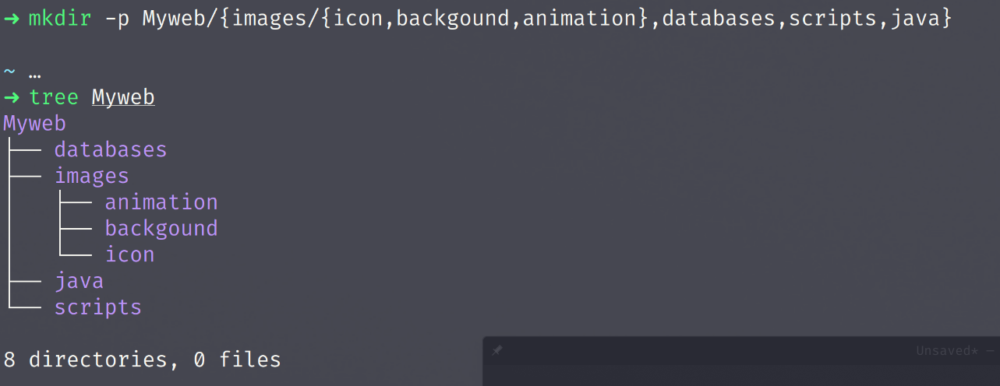 ➜ mkdir -p Myweb/{images/{icon,backgound,animation},databases,scripts,java}
~ …
➜ tree Myweb
Myweb
├── databases
├── images
│   ├── animation
│   ├── backgound
│   └── icon
├── java
└── scripts
8 directories, 0 files
Unsaved* —